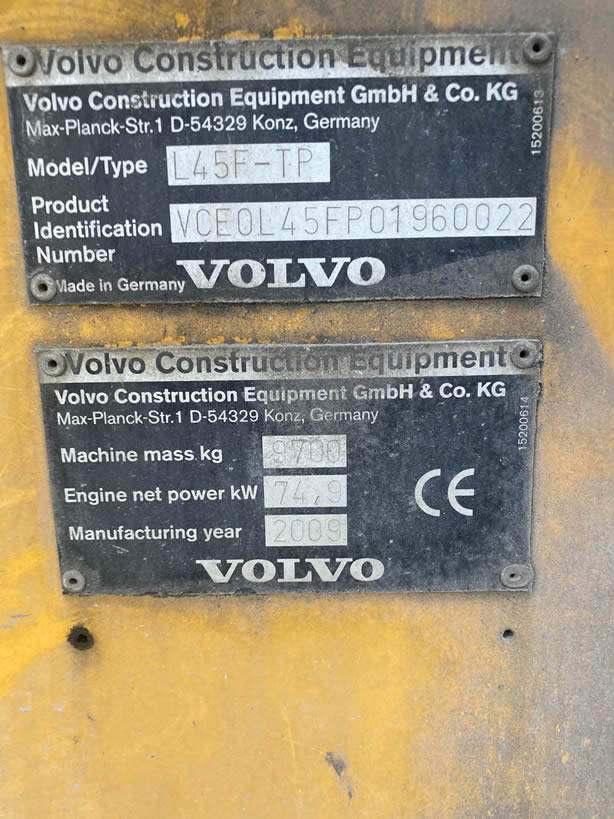 Volvo Construction Equipment
Volvo Construction Equipment GmbH & Co. KG
Max-Planck-Str.1 D-54329 Konz, Germany
15200613
Model/Type L45F-TP
Product
Identification VCE0L45FP01960022
Number
Made in Germany VOLVO
Volvo Construction Equipment
Volvo Construction Equipment GmbH & Co. KG
Max-Planck-Str.1 D-54329 Konz, Germany
15200614
Machine mass kg 9700
Engine net power kW 74,9
CE
Manufacturing year 2009
VOLVO